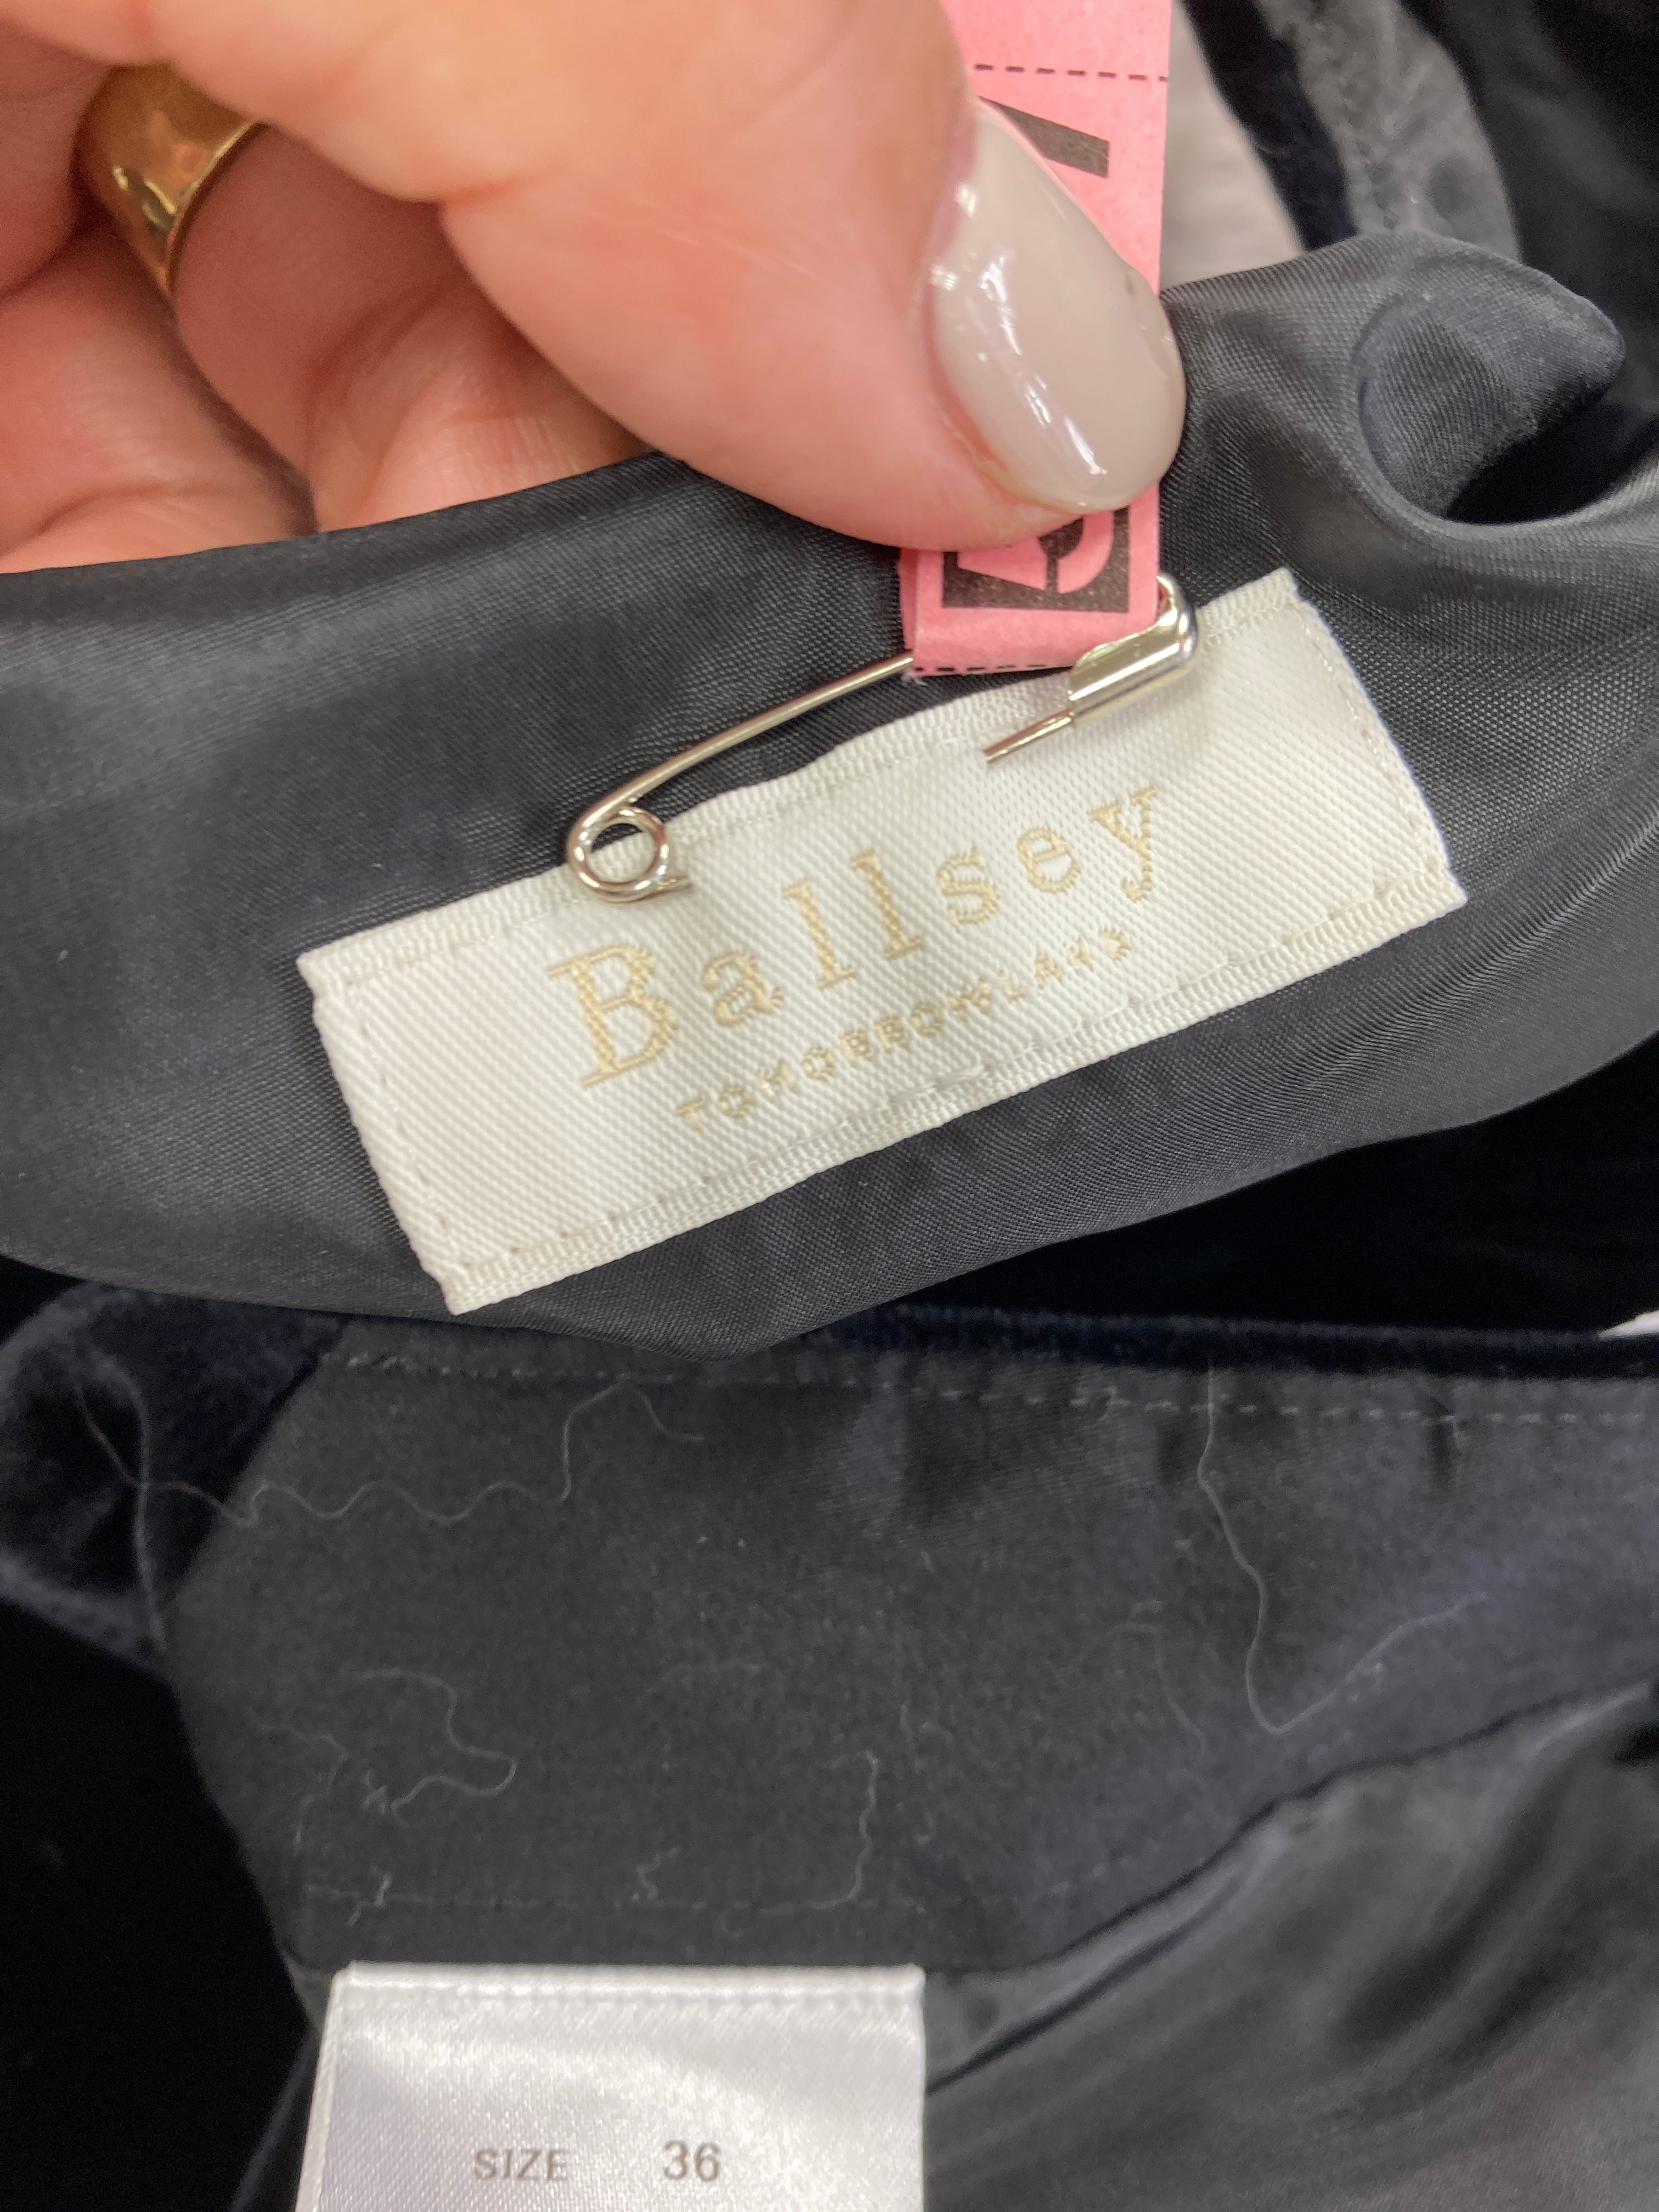 Ballsey
TOMORROWLAND
SIZE 36